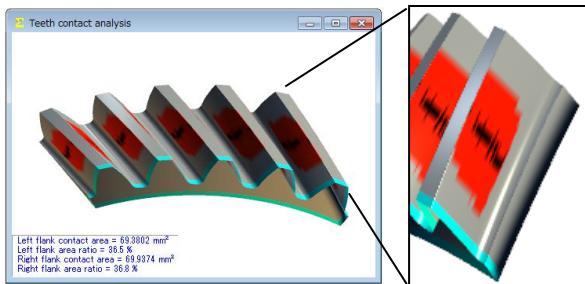 Teeth contact analysis
Left flank contact area = 69.3802 mm²
Left flank area ratio = 36.5 %
Right flank contact area = 69.9374 mm²
Right flank area ratio = 36.8 %